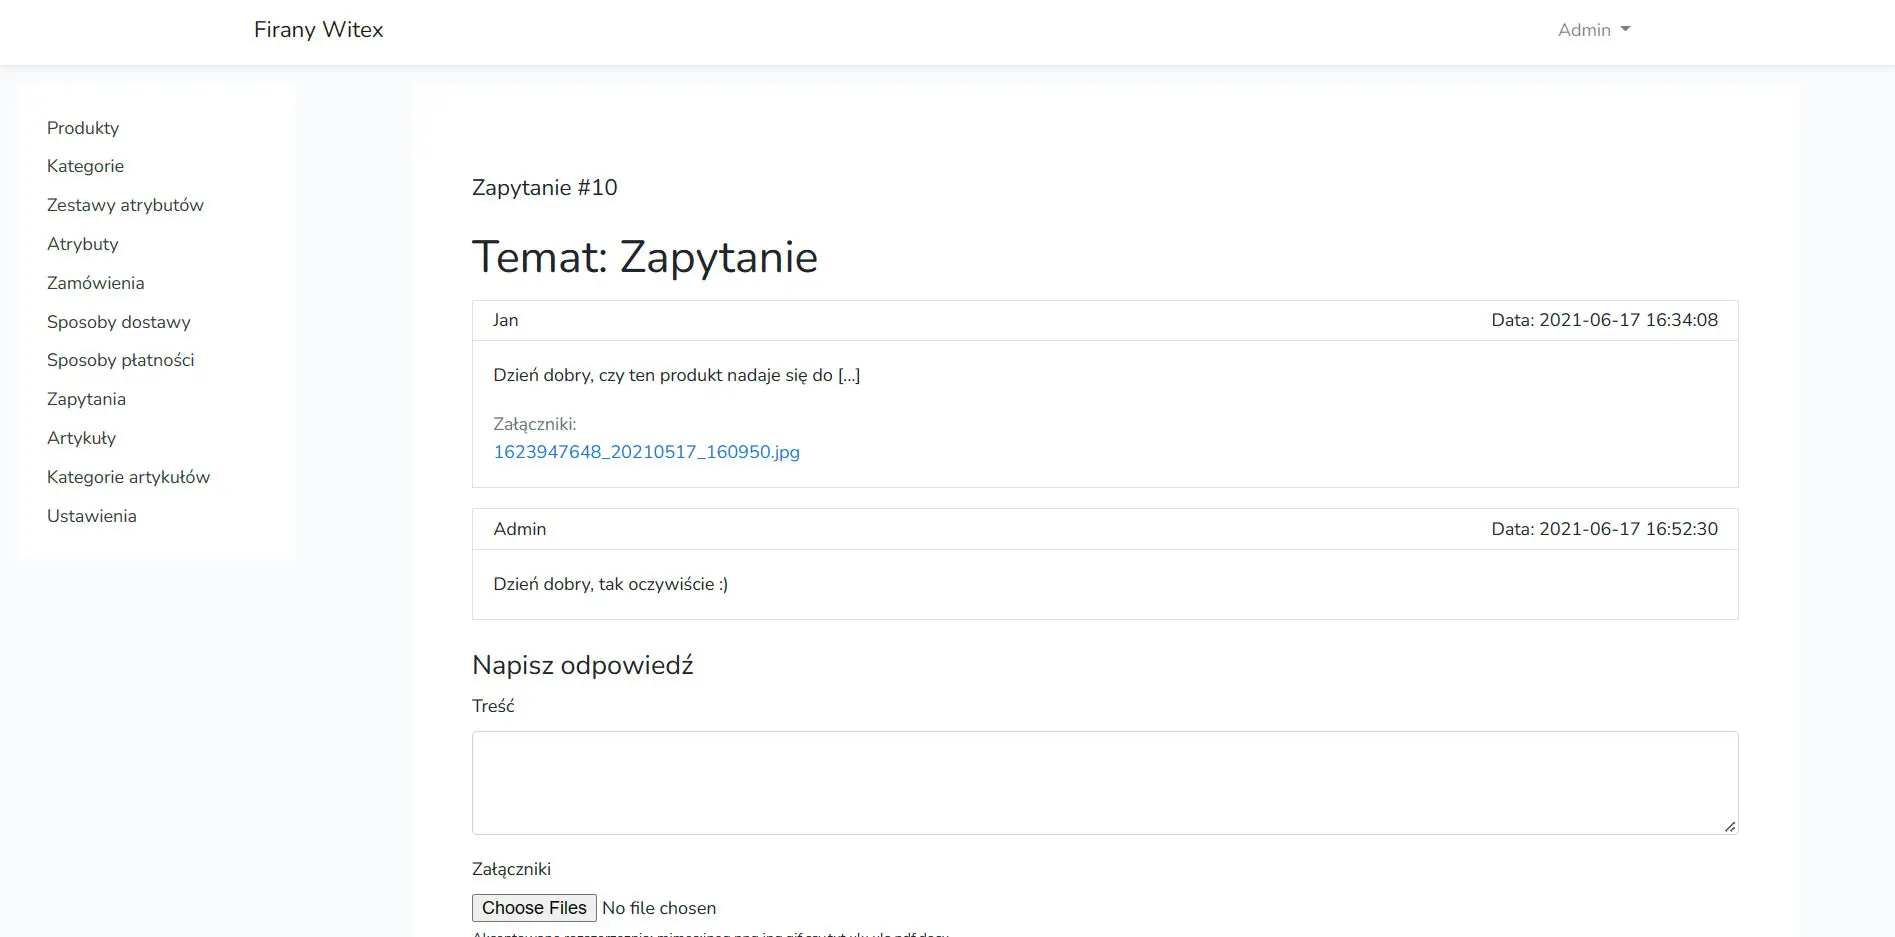 Firany Witex
Admin
Produkty
Kategorie
Zestawy atrybutów
Atrybuty
Zamówienia
Sposoby dostawy
Sposoby płatności
Zapytania
Artykuły
Kategorie artykułów
Ustawienia
Zapytanie #10
Temat: Zapytanie
Jan Data: 2021-06-17 16:34:08
Dzień dobry, czy ten produkt nadaje się do [...]
Załączniki:
1623947648_20210517_160950.jpg
Admin Data: 2021-06-17 16:52:30
Dzień dobry, tak oczywiście :)
Napisz odpowiedź
Treść
Załączniki
Choose Files No file chosen